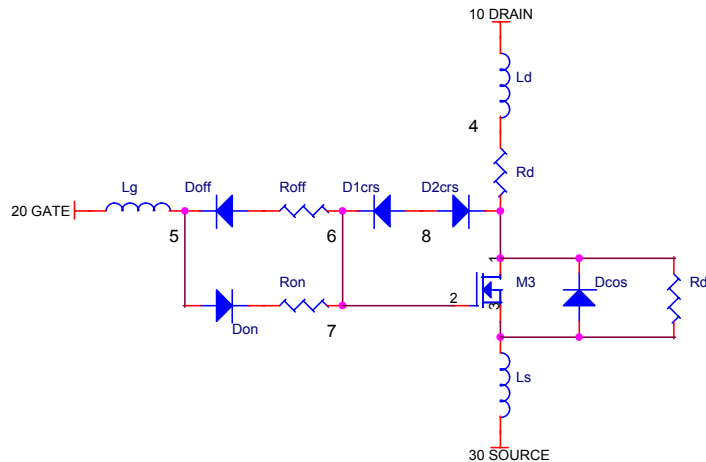 10 DRAIN
Ld
4
Rd
Lg
Doff
Roff
D1crs
D2crs
20 GATE
5
6
8
1
M3
Dcos
Rd
2
3
Ron
Don
7
Ls
30 SOURCE